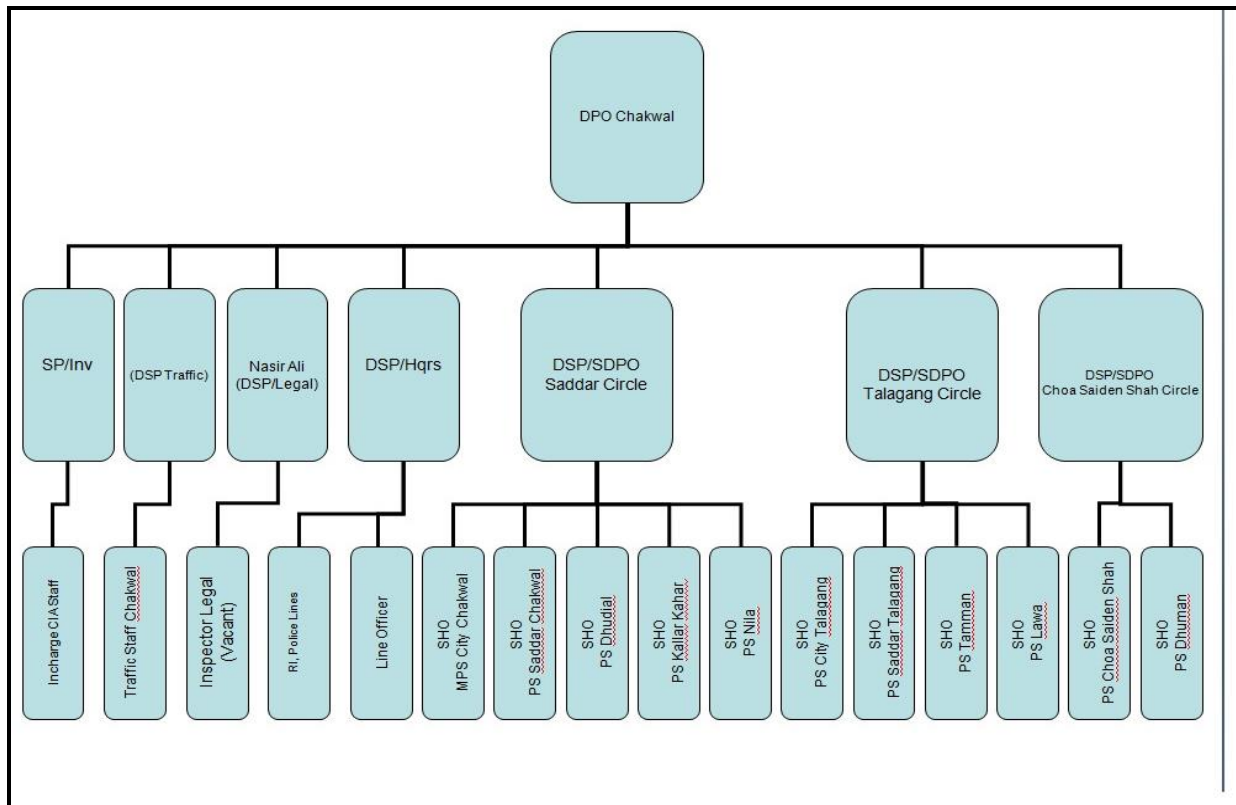 DPO Chakwal
SP/Inv
(DSP Traffic)
Nasir Ali
(DSP/Legal)
DSP/Hqrs
DSP/SDPO
Saddar Circle
DSP/SDPO
Talagang Circle
DSP/SDPO
Choa Saiden Shah Circle
Incharge CIA Staff
Traffic Staff Chakwal
Inspector Legal
(Vacant)
RI, Police Lines
Line Officer
SHO
MPS City Chakwal
SHO
PS Saddar Chakwal
SHO
PS Dhudial
SHO
PS Kallar Kahar
SHO
PS Nila
SHO
PS City Talagang
SHO
PS Saddar Talagang
SHO
PS Tamman
SHO
PS Lawa
SHO
PS Choa Saiden Shah
SHO
PS Dhuman